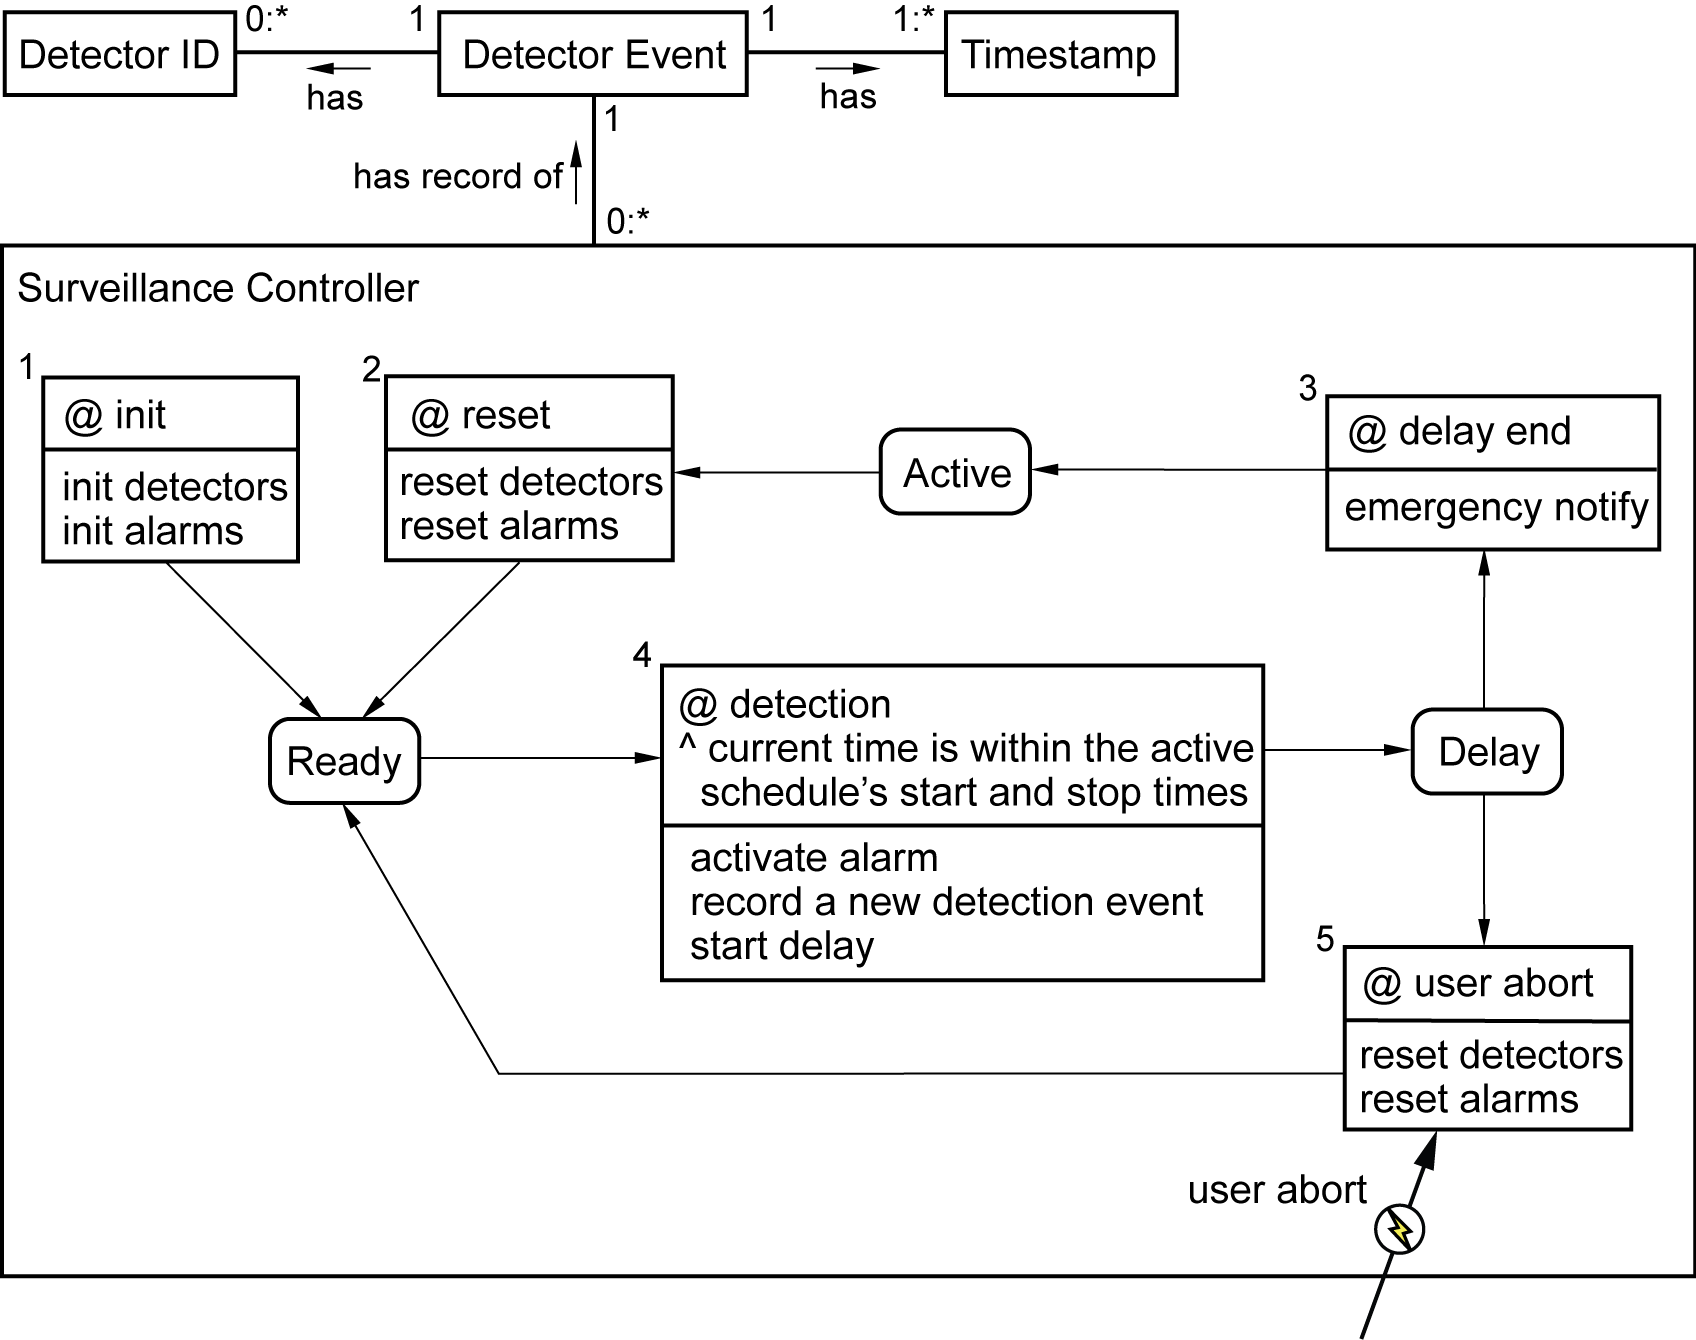 0:* 1 1 1:*
Detector ID Detector Event Timestamp
has has
1
has record of
0:*
Surveillance Controller
1
@ init
init detectors
init alarms
2
@ reset
reset detectors
reset alarms
Active
3
@ delay end
emergency notify
Ready
4
@ detection
^ current time is within the active
schedule’s start and stop times
activate alarm
record a new detection event
start delay
Delay
5
@ user abort
reset detectors
reset alarms
user abort